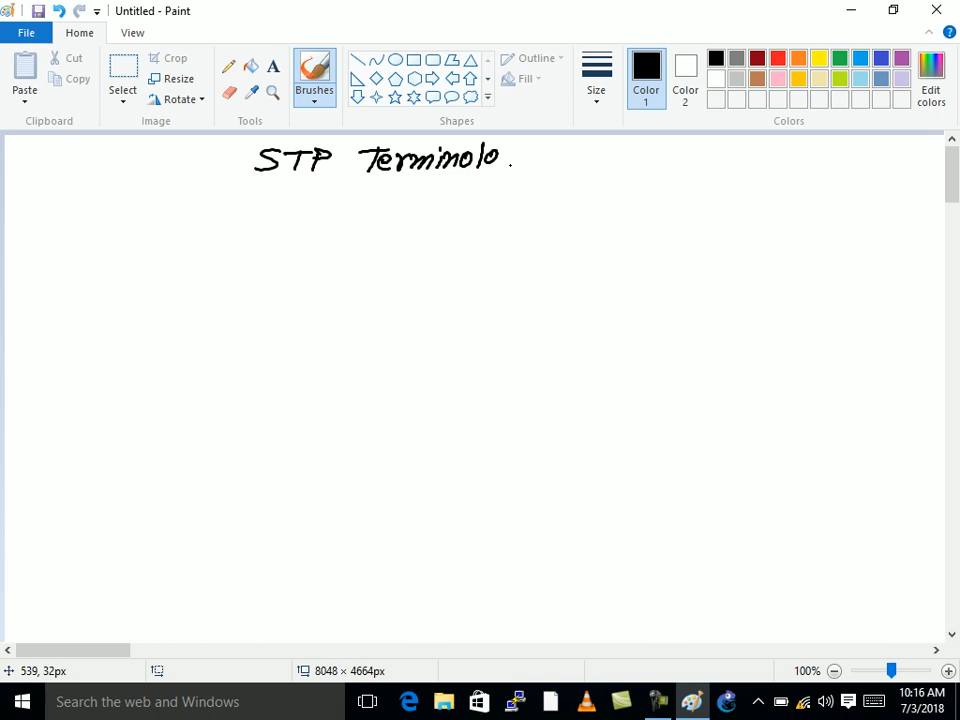 Untitled - Paint
File Home View
Paste Cut Copy Clipboard
Select Crop Resize Rotate Image
Tools
Brushes
Outline Fill Shapes
Size
Color 1 Color 2 Edit colors Colors
STP Terminolo
539, 32px 8048 × 4664px 100%
Search the web and Windows 10:16 AM
7/3/2018